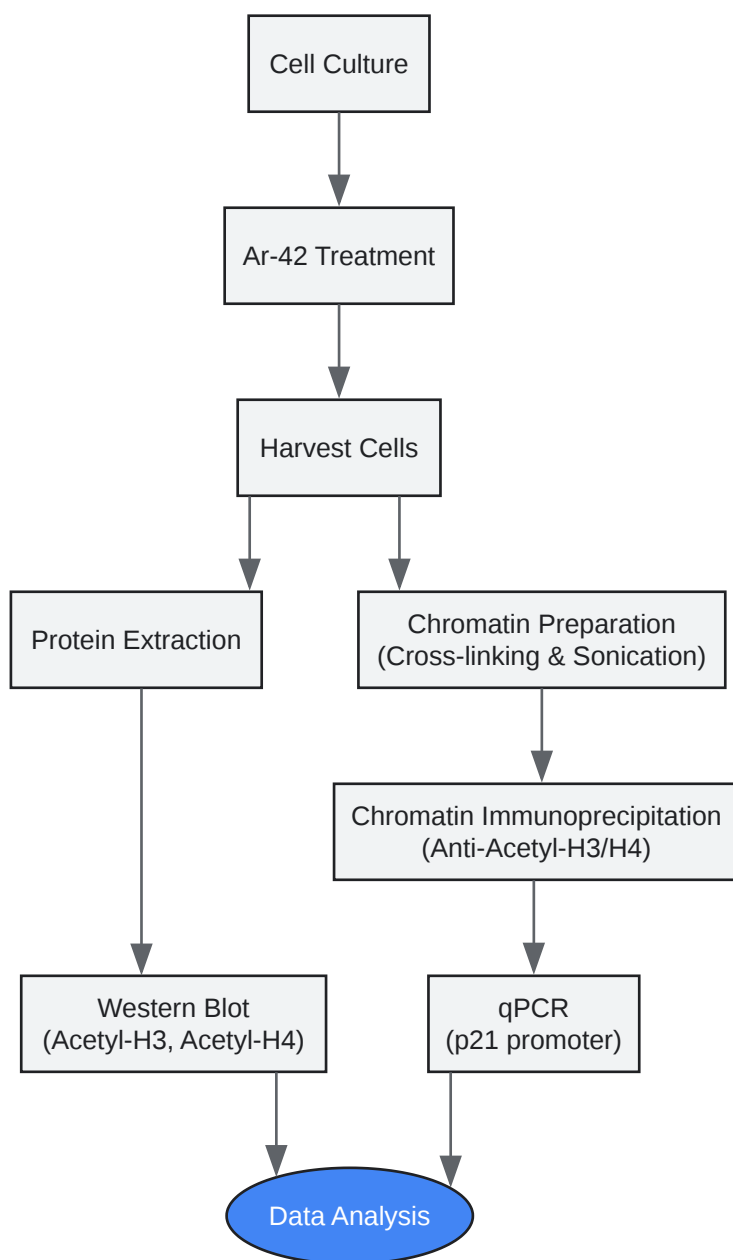 Cell Culture
Ar-42 Treatment
Harvest Cells
Protein Extraction
Chromatin Preparation
(Cross-linking & Sonication)
Chromatin Immunoprecipitation
(Anti-Acetyl-H3/H4)
Western Blot
(Acetyl-H3, Acetyl-H4)
qPCR
(p21 promoter)
Data Analysis